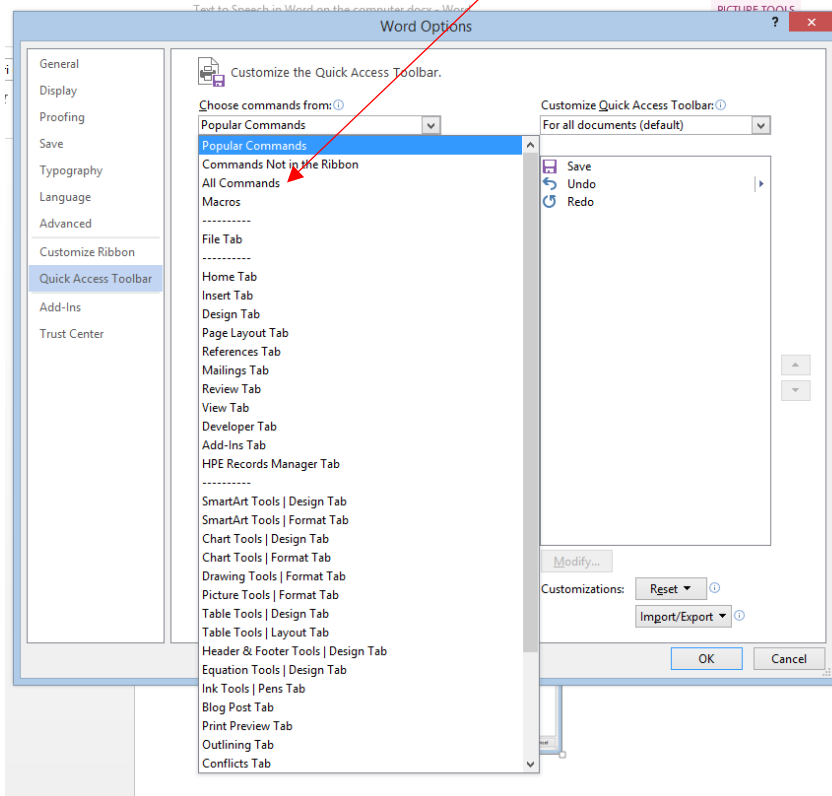 Text to Speech in Word on the computer.docx - Word
PICTURE TOOLS
Word Options
?
General
Display
Proofing
Save
Typography
Language
Advanced
Customize Ribbon
Quick Access Toolbar
Add-Ins
Trust Center
Customize the Quick Access Toolbar.
Choose commands from:
Popular Commands
Popular Commands
Commands Not in the Ribbon
All Commands
Macros
----------
File Tab
----------
Home Tab
Insert Tab
Design Tab
Page Layout Tab
References Tab
Mailings Tab
Review Tab
View Tab
Developer Tab
Add-Ins Tab
HPE Records Manager Tab
----------
SmartArt Tools | Design Tab
SmartArt Tools | Format Tab
Chart Tools | Design Tab
Chart Tools | Format Tab
Drawing Tools | Format Tab
Picture Tools | Format Tab
Table Tools | Design Tab
Table Tools | Layout Tab
Header & Footer Tools | Design Tab
Equation Tools | Design Tab
Ink Tools | Pens Tab
Blog Post Tab
Print Preview Tab
Outlining Tab
Conflicts Tab
Customize Quick Access Toolbar:
For all documents (default)
Save
Undo
Redo
Modify...
Customizations:
Reset
Import/Export
OK
Cancel